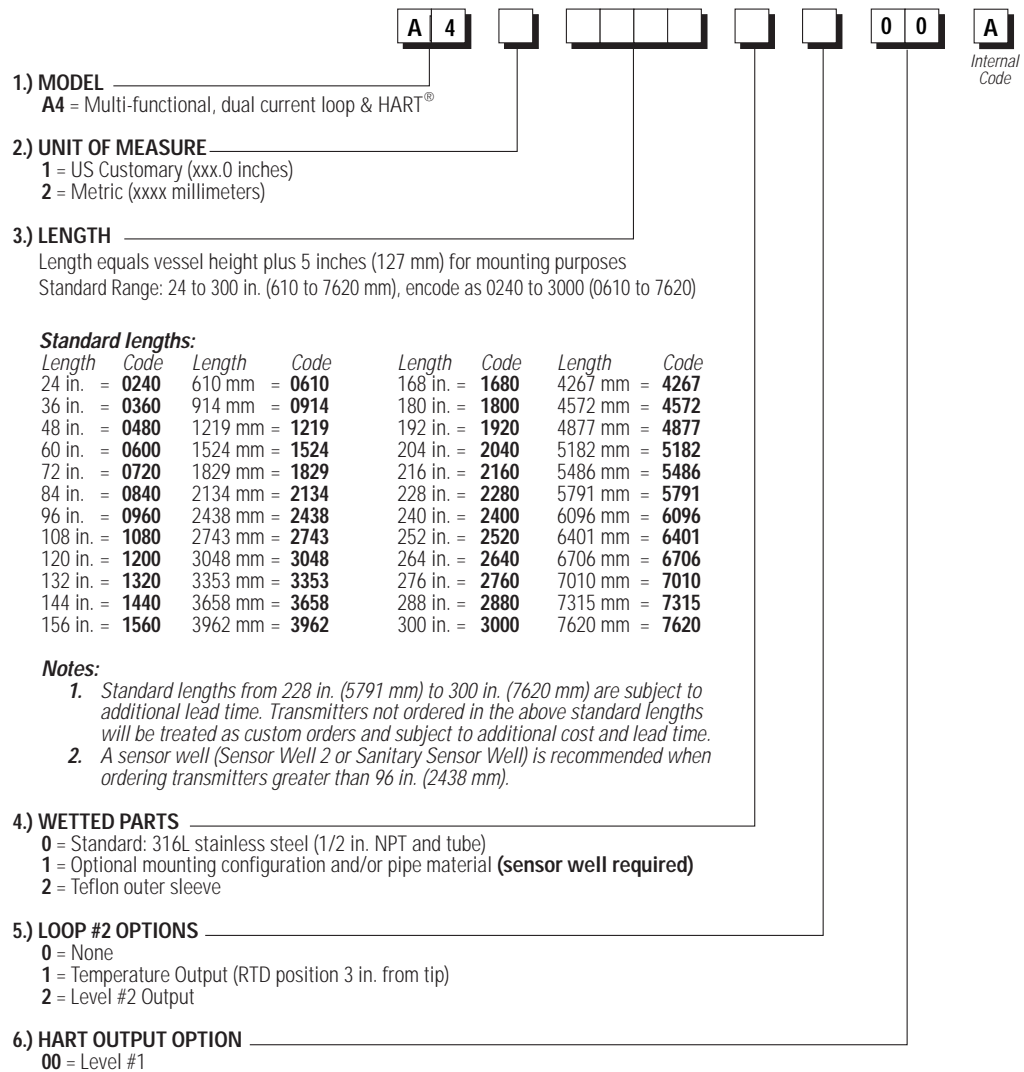 A 4 0 0 A
Internal
Code
1.) MODEL
A4 = Multi-functional, dual current loop & HART®
2.) UNIT OF MEASURE
1 = US Customary (xxx.0 inches)
2 = Metric (xxxx millimeters)
3.) LENGTH
Length equals vessel height plus 5 inches (127 mm) for mounting purposes
Standard Range: 24 to 300 in. (610 to 7620 mm), encode as 0240 to 3000 (0610 to 7620)
Standard lengths:
Length Code Length Code Length Code Length Code
24 in. = 0240 610 mm = 0610 168 in. = 1680 4267 mm = 4267
36 in. = 0360 914 mm = 0914 180 in. = 1800 4572 mm = 4572
48 in. = 0480 1219 mm = 1219 192 in. = 1920 4877 mm = 4877
60 in. = 0600 1524 mm = 1524 204 in. = 2040 5182 mm = 5182
72 in. = 0720 1829 mm = 1829 216 in. = 2160 5486 mm = 5486
84 in. = 0840 2134 mm = 2134 228 in. = 2280 5791 mm = 5791
96 in. = 0960 2438 mm = 2438 240 in. = 2400 6096 mm = 6096
108 in. = 1080 2743 mm = 2743 252 in. = 2520 6401 mm = 6401
120 in. = 1200 3048 mm = 3048 264 in. = 2640 6706 mm = 6706
132 in. = 1320 3353 mm = 3353 276 in. = 2760 7010 mm = 7010
144 in. = 1440 3658 mm = 3658 288 in. = 2880 7315 mm = 7315
156 in. = 1560 3962 mm = 3962 300 in. = 3000 7620 mm = 7620
Notes:
1. Standard lengths from 228 in. (5791 mm) to 300 in. (7620 mm) are subject to
additional lead time. Transmitters not ordered in the above standard lengths
will be treated as custom orders and subject to additional cost and lead time.
2. A sensor well (Sensor Well 2 or Sanitary Sensor Well) is recommended when
ordering transmitters greater than 96 in. (2438 mm).
4.) WETTED PARTS
0 = Standard: 316L stainless steel (1/2 in. NPT and tube)
1 = Optional mounting configuration and/or pipe material (sensor well required)
2 = Teflon outer sleeve
5.) LOOP #2 OPTIONS
0 = None
1 = Temperature Output (RTD position 3 in. from tip)
2 = Level #2 Output
6.) HART OUTPUT OPTION
00 = Level #1